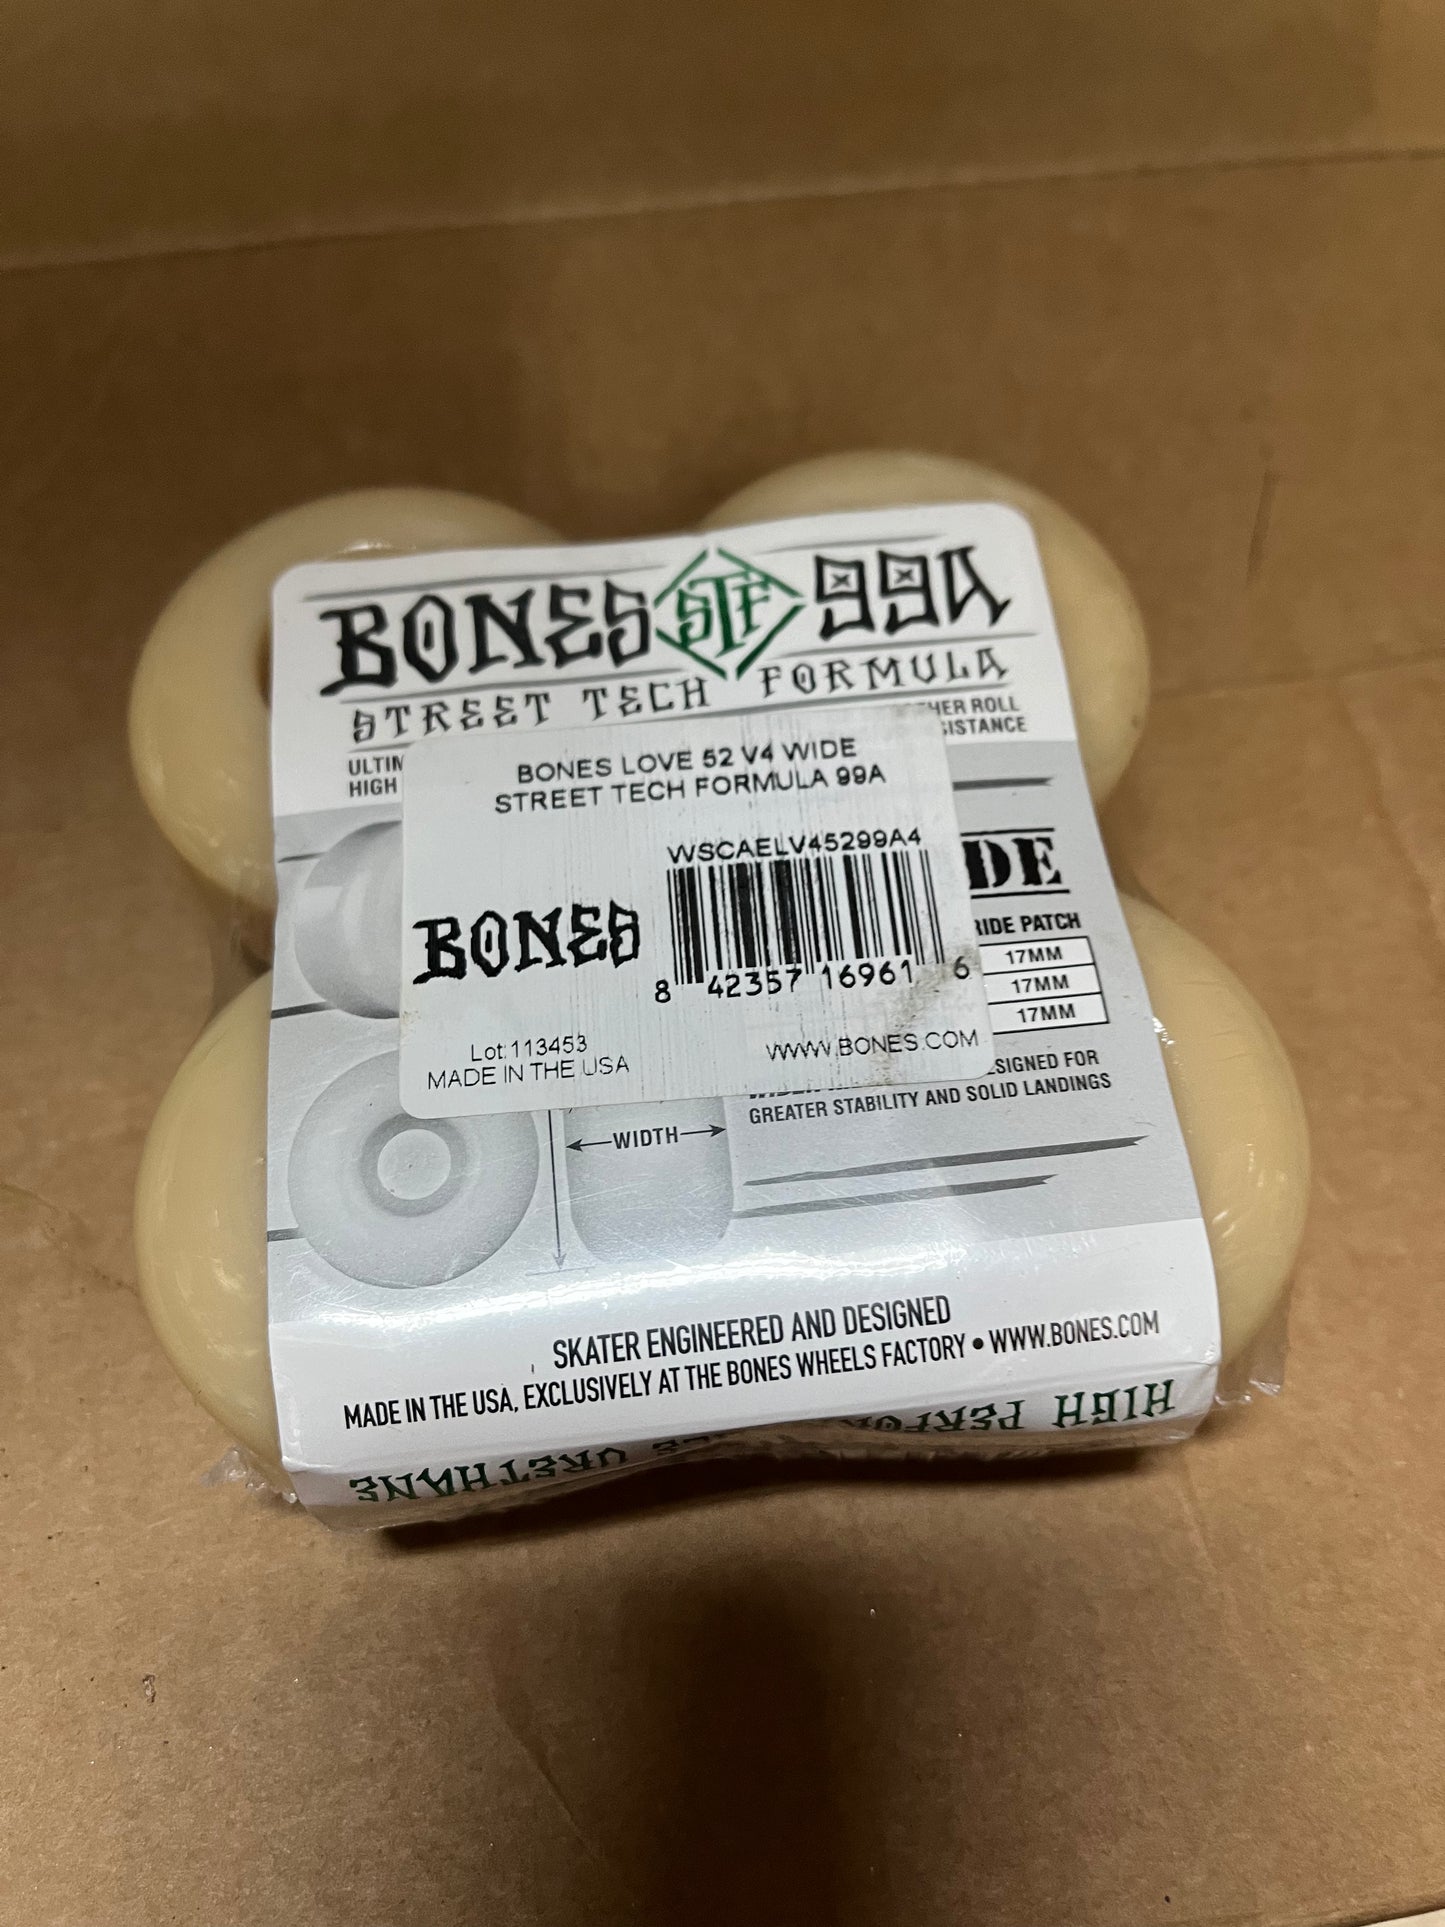 BONES STF 99A
STREET TECH FORMULA
HER ROLL
ISTANCE
ULTIM
HIGH
BONES LOVE 52 V4 WIDE
STREET TECH FORMULA 99A
WSCAELV45299A4
BONES
8 42357 16961 6
Lot:113453
MADE IN THE USA
WWW.BONES.COM
DE
RIDE PATCH
17MM
17MM
17MM
SIGNED FOR
GREATER STABILITY AND SOLID LANDINGS
WIDTH
SKATER ENGINEERED AND DESIGNED
MADE IN THE USA, EXCLUSIVELY AT THE BONES WHEELS FACTORY • WWW.BONES.COM
HIGH PERFOR
URETHANE